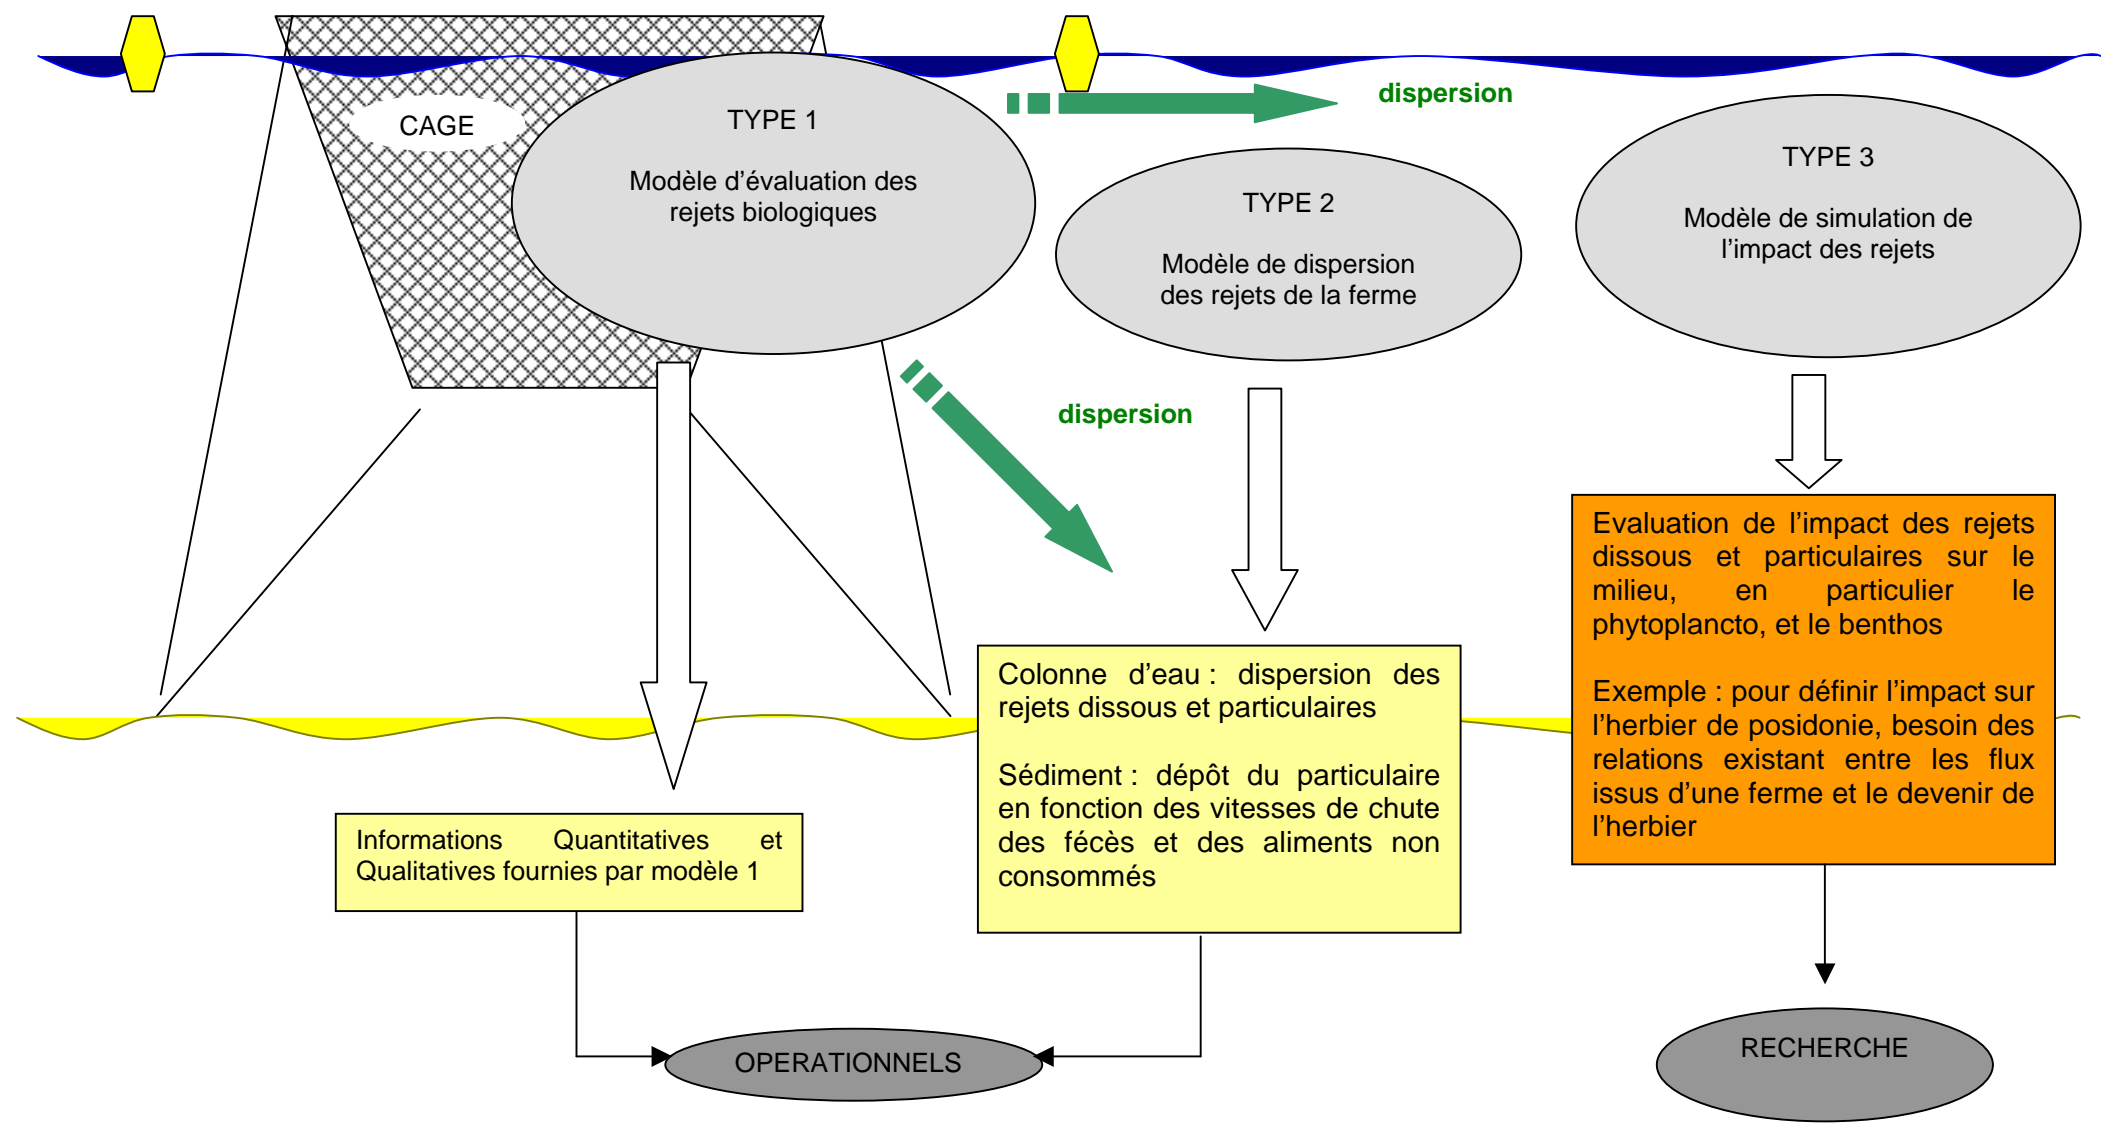 CAGE
TYPE 1
Modèle d’évaluation des
rejets biologiques
dispersion
TYPE 2
Modèle de dispersion
des rejets de la ferme
TYPE 3
Modèle de simulation de
l’impact des rejets
dispersion
Informations Quantitatives et
Qualitatives fournies par modèle 1
Colonne d’eau : dispersion des
rejets dissous et particulaires
Sédiment : dépôt du particulaire
en fonction des vitesses de chute
des fécès et des aliments non
consommés
Evaluation de l’impact des rejets
dissous et particulaires sur le
milieu, en particulier le
phytoplancto, et le benthos
Exemple : pour définir l’impact sur
l’herbier de posidonie, besoin des
relations existant entre les flux
issus d’une ferme et le devenir de
l’herbier
OPERATIONNELS
RECHERCHE